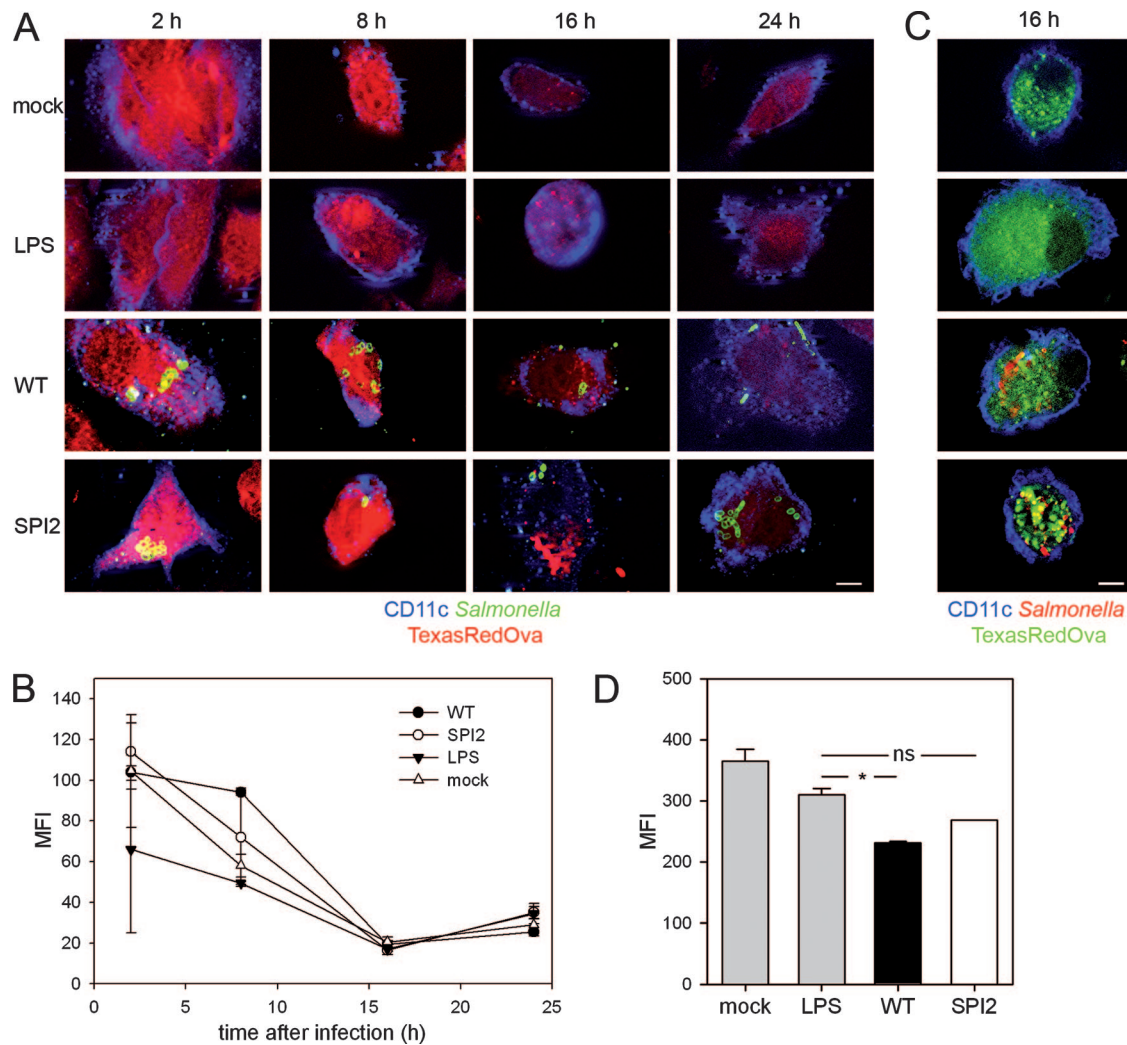 A 2 h 8 h 16 h 24 h C 16 h
mock
LPS
WT
SPI2
CD11c Salmonella
TexasRedOva
CD11c Salmonella
TexasRedOva
B
140
120
100
80
60
40
20
0
MFI
0 5 10 15 20 25
time after infection (h)
WT
SPI2
LPS
mock
D
500
400
300
200
100
0
MFI
ns
*
mock LPS WT SPI2